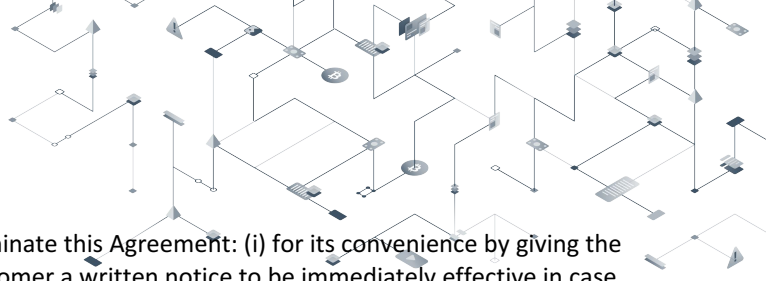 inate this Agreement: (i) for its convenience by giving the
omer a written notice to be immediately effective in case